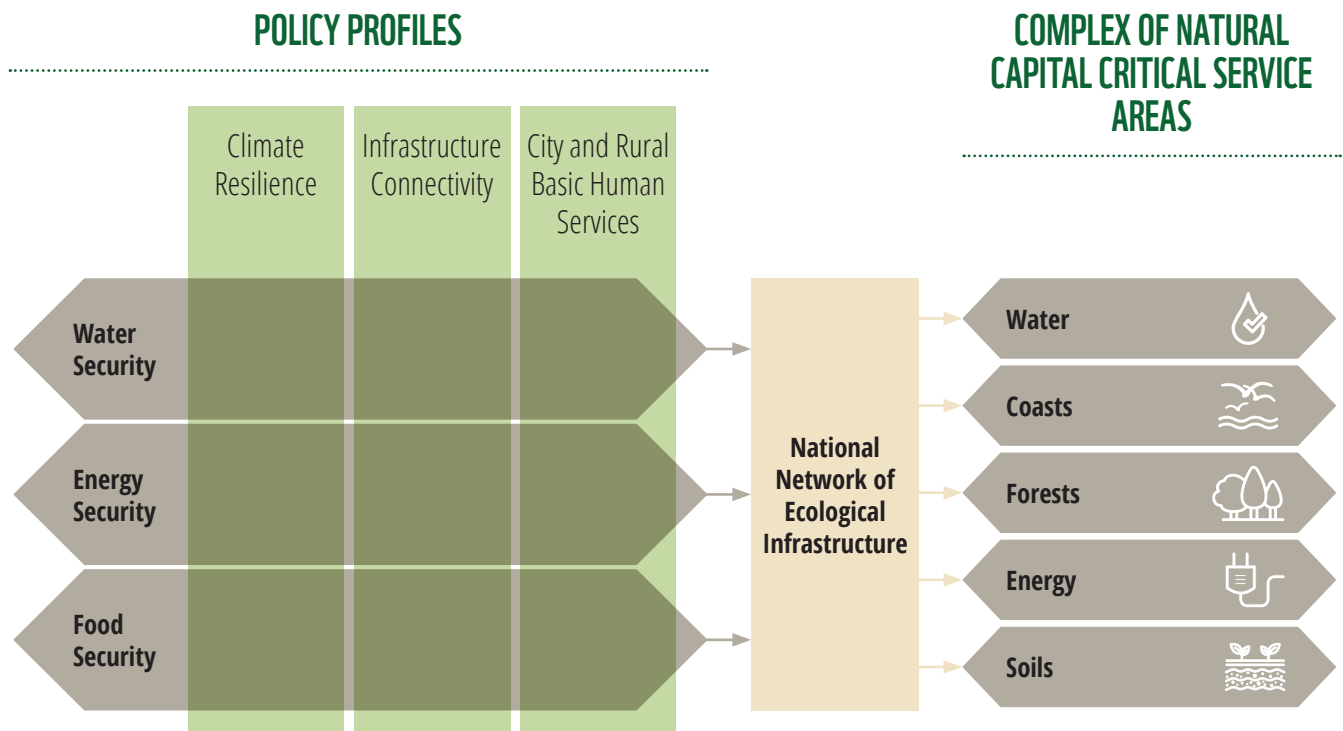 POLICY PROFILES
COMPLEX OF NATURAL
CAPITAL CRITICAL SERVICE
AREAS
Climate
Resilience
Infrastructure
Connectivity
City and Rural
Basic Human
Services
Water
Security
Energy
Security
Food
Security
National
Network of
Ecological
Infrastructure
Water
Coasts
Forests
Energy
Soils